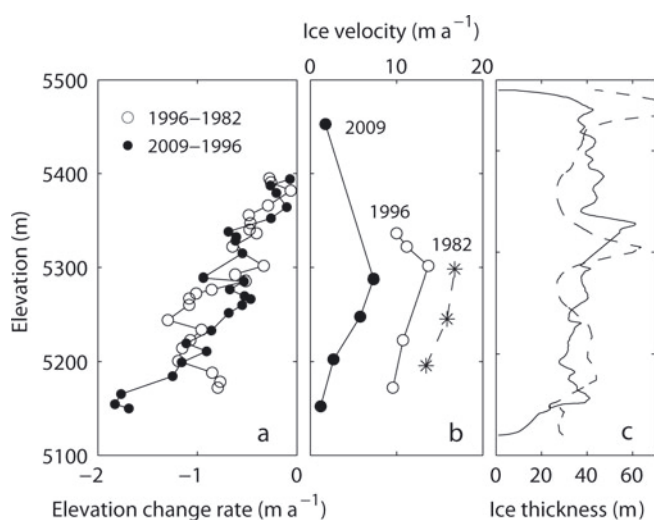 Ice velocity (m a⁻¹)
0 10 20
5500
5400
5300
5200
5100
Elevation (m)
1996−1982
2009−1996
2009
1996
1982
a
b
c
−2 −1 0
0 20 40 60
Elevation change rate (m a⁻¹)
Ice thickness (m)